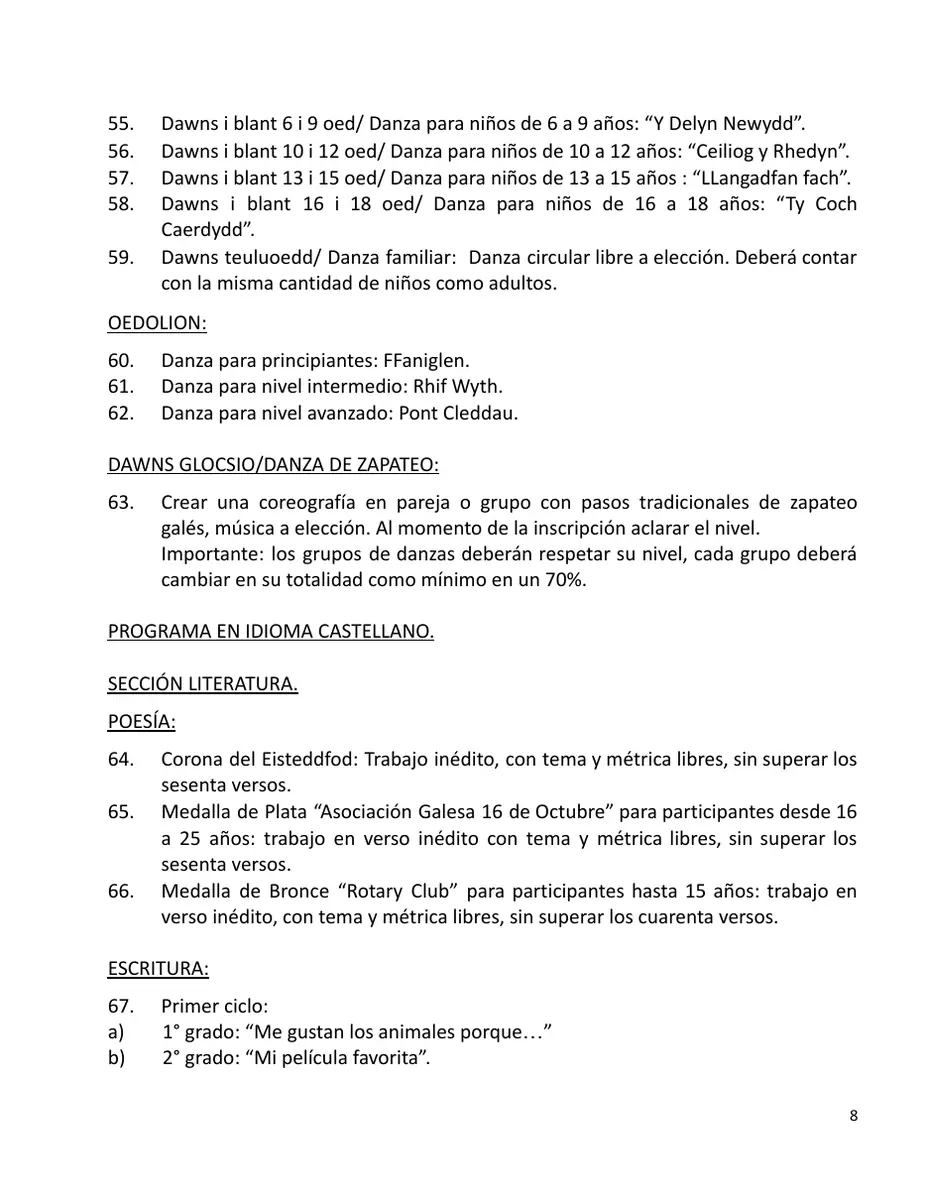 55. Dawns i blant 6 i 9 oed/ Danza para niños de 6 a 9 años: “Y Delyn Newydd”.
56. Dawns i blant 10 i 12 oed/ Danza para niños de 10 a 12 años: “Ceiliog y Rhedyn”.
57. Dawns i blant 13 i 15 oed/ Danza para niños de 13 a 15 años : “LLangadfan fach”.
58. Dawns i blant 16 i 18 oed/ Danza para niños de 16 a 18 años: “Ty Coch
Caerdydd”.
59. Dawns teuluoedd/ Danza familiar:  Danza circular libre a elección. Deberá contar
con la misma cantidad de niños como adultos.
OEDOLION:
60. Danza para principiantes: FFaniglen.
61. Danza para nivel intermedio: Rhif Wyth.
62. Danza para nivel avanzado: Pont Cleddau.
DAWNS GLOCSIO/DANZA DE ZAPATEO:
63. Crear una coreografía en pareja o grupo con pasos tradicionales de zapateo
galés, música a elección. Al momento de la inscripción aclarar el nivel.
Importante: los grupos de danzas deberán respetar su nivel, cada grupo deberá
cambiar en su totalidad como mínimo en un 70%.
PROGRAMA EN IDIOMA CASTELLANO.
SECCIÓN LITERATURA.
POESÍA:
64. Corona del Eisteddfod: Trabajo inédito, con tema y métrica libres, sin superar los
sesenta versos.
65. Medalla de Plata “Asociación Galesa 16 de Octubre” para participantes desde 16
a 25 años: trabajo en verso inédito con tema y métrica libres, sin superar los
sesenta versos.
66. Medalla de Bronce “Rotary Club” para participantes hasta 15 años: trabajo en
verso inédito, con tema y métrica libres, sin superar los cuarenta versos.
ESCRITURA:
67. Primer ciclo:
a) 1° grado: “Me gustan los animales porque…”
b) 2° grado: “Mi película favorita”.
8